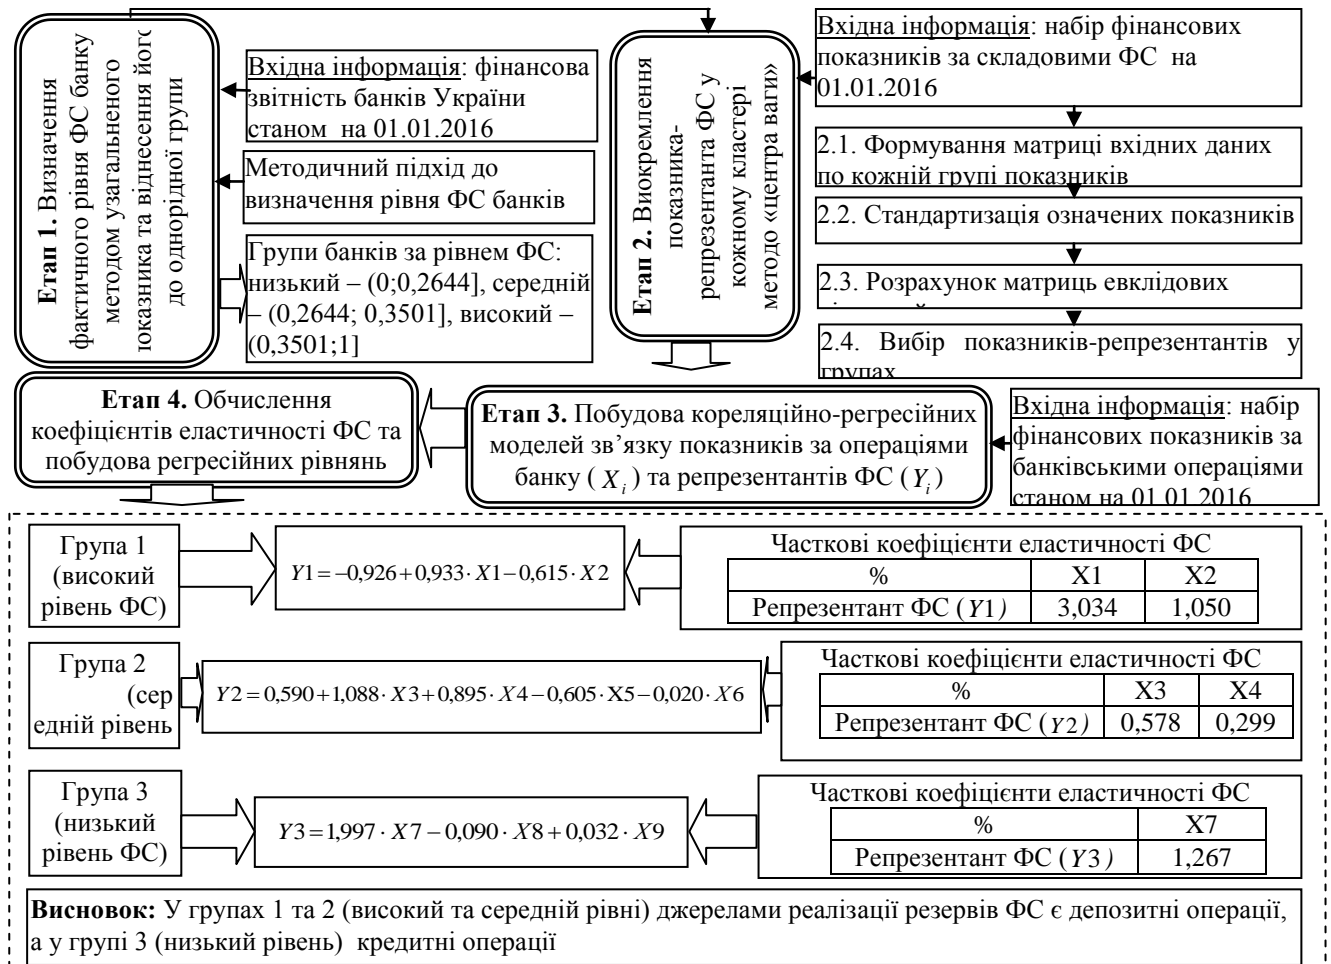 Етап 1. Визначення
фактичного рівня ФС банку
методом узагальненого
показника та віднесення його
до однорідної групи
Вхідна інформація: фінансова
звітність банків України
станом на 01.01.2016
Методичний підхід до
визначення рівня ФС банків
Групи банків за рівнем ФС:
низький – (0;0,2644], середній
– (0,2644; 0,3501], високий –
(0,3501;1]
Етап 2. Виокремлення
показника-
репрезентанта ФС у
кожному кластері
методо «центра ваги»
Вхідна інформація: набір фінансових
показників за складовими ФС на
01.01.2016
2.1. Формування матриці вхідних даних
по кожній групі показників
2.2. Стандартизація означених показників
2.3. Розрахунок матриць евклідових
2.4. Вибір показників-репрезентантів у
групах
Етап 4. Обчислення
коефіцієнтів еластичності ФС та
побудова регресійних рівнянь
Етап 3. Побудова кореляційно-регресійних
моделей зв’язку показників за операціями
банку ( X_i ) та репрезентантів ФС ( Y_i )
Вхідна інформація: набір
фінансових показників за
банківськими операціями
станом на 01.01.2016
Група 1
(високий
рівень ФС)
Y1=−0,926+0,933· X1−0,615· X2
Часткові коефіцієнти еластичності ФС
% X1 X2
Репрезентант ФС (Y1) 3,034 1,050
Група 2
(сер
едній рівень
Y2=0,590+1,088· X3+0,895· X4−0,605· X5−0,020· X6
Часткові коефіцієнти еластичності ФС
% X3 X4
Репрезентант ФС (Y2) 0,578 0,299
Група 3
(низький
рівень ФС)
Y3=1,997· X7−0,090· X8+0,032· X9
Часткові коефіцієнти еластичності ФС
% X7
Репрезентант ФС (Y3) 1,267
Висновок: У групах 1 та 2 (високий та середній рівні) джерелами реалізації резервів ФС є депозитні операції,
а у групі 3 (низький рівень) кредитні операції